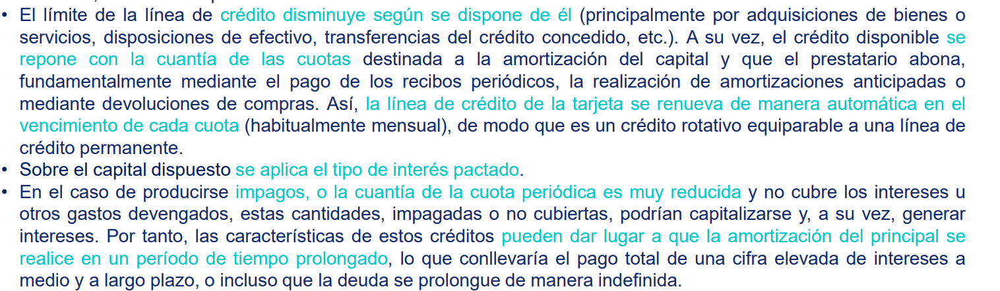 • El límite de la línea de crédito disminuye según se dispone de él (principalmente por adquisiciones de bienes o
servicios, disposiciones de efectivo, transferencias del crédito concedido, etc.). A su vez, el crédito disponible se
repone con la cuantía de las cuotas destinada a la amortización del capital y que el prestatario abona,
fundamentalmente mediante el pago de los recibos periódicos, la realización de amortizaciones anticipadas o
mediante devoluciones de compras. Así, la línea de crédito de la tarjeta se renueva de manera automática en el
vencimiento de cada cuota (habitualmente mensual), de modo que es un crédito rotativo equiparable a una línea de
crédito permanente.
• Sobre el capital dispuesto se aplica el tipo de interés pactado.
• En el caso de producirse impagos, o la cuantía de la cuota periódica es muy reducida y no cubre los intereses u
otros gastos devengados, estas cantidades, impagadas o no cubiertas, podrían capitalizarse y, a su vez, generar
intereses. Por tanto, las características de estos créditos pueden dar lugar a que la amortización del principal se
realice en un período de tiempo prolongado, lo que conllevaría el pago total de una cifra elevada de intereses a
medio y a largo plazo, o incluso que la deuda se prolongue de manera indefinida.